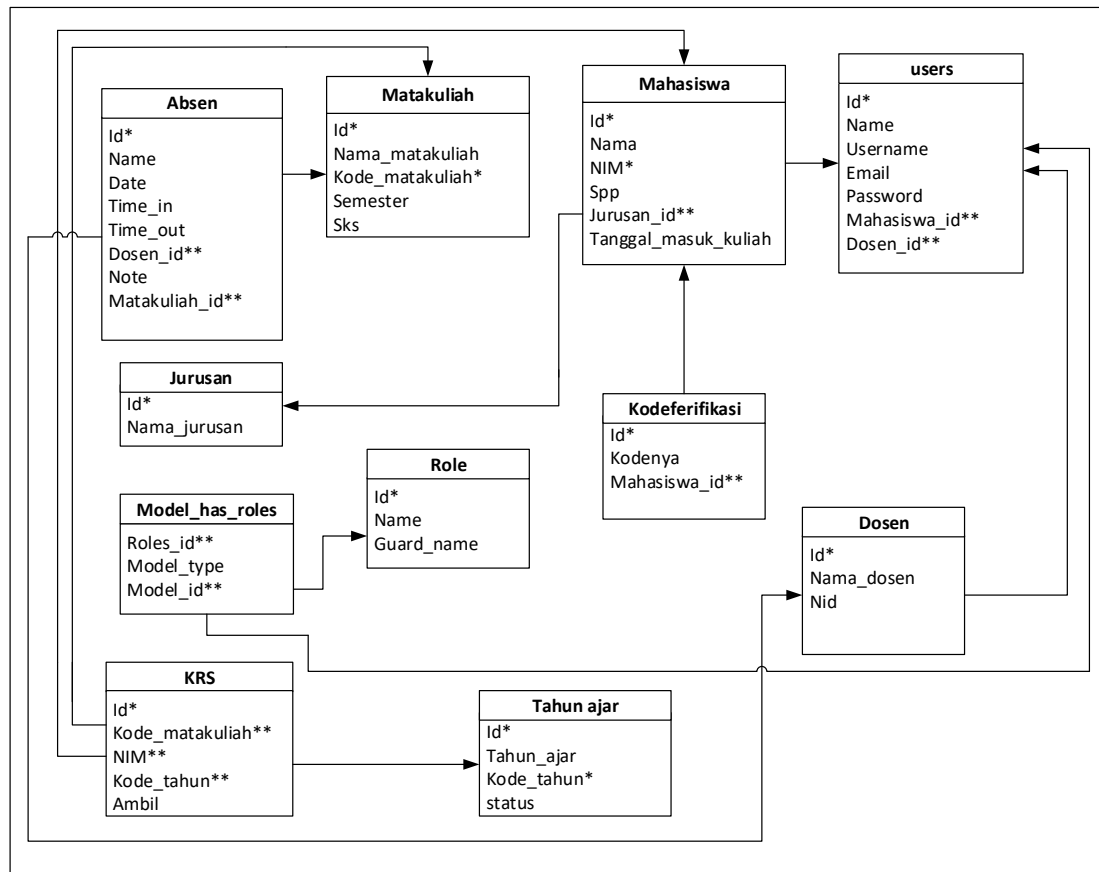 Absen
Id*
Name
Date
Time_in
Time_out
Dosen_id**
Note
Matakuliah_id**
Matakuliah
Id*
Nama_matakuliah
Kode_matakuliah*
Semester
Sks
Mahasiswa
Id*
Nama
NIM*
Spp
Jurusan_id**
Tanggal_masuk_kuliah
users
Id*
Name
Username
Email
Password
Mahasiswa_id**
Dosen_id**
Jurusan
Id*
Nama_jurusan
Kodeferifikasi
Id*
Kodenya
Mahasiswa_id**
Role
Id*
Name
Guard_name
Model_has_roles
Roles_id**
Model_type
Model_id**
Dosen
Id*
Nama_dosen
Nid
KRS
Id*
Kode_matakuliah**
NIM**
Kode_tahun**
Ambil
Tahun ajar
Id*
Tahun_ajar
Kode_tahun*
status